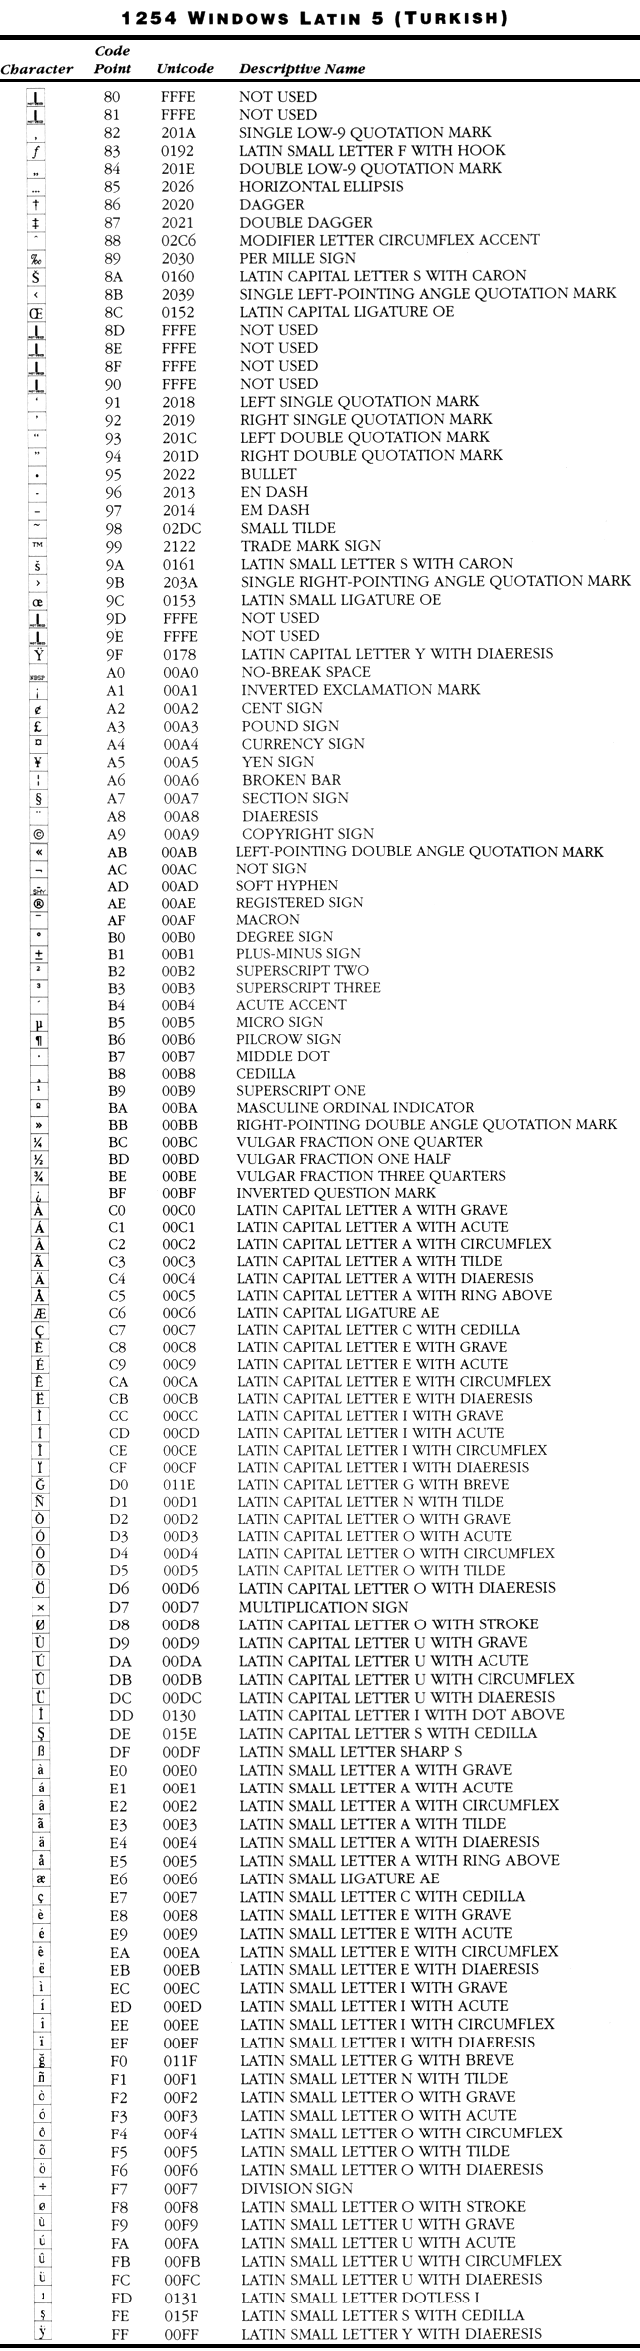 1254 WINDOWS LATIN 5 (TURKISH)
Code
Character Point Unicode Descriptive Name
80 FFFE NOT USED
81 FFFE NOT USED
‚ 82 201A SINGLE LOW-9 QUOTATION MARK
ƒ 83 0192 LATIN SMALL LETTER F WITH HOOK
„ 84 201E DOUBLE LOW-9 QUOTATION MARK
… 85 2026 HORIZONTAL ELLIPSIS
† 86 2020 DAGGER
‡ 87 2021 DOUBLE DAGGER
ˆ 88 02C6 MODIFIER LETTER CIRCUMFLEX ACCENT
‰ 89 2030 PER MILLE SIGN
Š 8A 0160 LATIN CAPITAL LETTER S WITH CARON
‹ 8B 2039 SINGLE LEFT-POINTING ANGLE QUOTATION MARK
Œ 8C 0152 LATIN CAPITAL LIGATURE OE
8D FFFE NOT USED
8E FFFE NOT USED
8F FFFE NOT USED
90 FFFE NOT USED
‘ 91 2018 LEFT SINGLE QUOTATION MARK
’ 92 2019 RIGHT SINGLE QUOTATION MARK
“ 93 201C LEFT DOUBLE QUOTATION MARK
” 94 201D RIGHT DOUBLE QUOTATION MARK
• 95 2022 BULLET
– 96 2013 EN DASH
— 97 2014 EM DASH
˜ 98 02DC SMALL TILDE
™ 99 2122 TRADE MARK SIGN
š 9A 0161 LATIN SMALL LETTER S WITH CARON
› 9B 203A SINGLE RIGHT-POINTING ANGLE QUOTATION MARK
œ 9C 0153 LATIN SMALL LIGATURE OE
9D FFFE NOT USED
9E FFFE NOT USED
Ÿ 9F 0178 LATIN CAPITAL LETTER Y WITH DIAERESIS
NBSP A0 00A0 NO-BREAK SPACE
¡ A1 00A1 INVERTED EXCLAMATION MARK
¢ A2 00A2 CENT SIGN
£ A3 00A3 POUND SIGN
¤ A4 00A4 CURRENCY SIGN
¥ A5 00A5 YEN SIGN
¦ A6 00A6 BROKEN BAR
§ A7 00A7 SECTION SIGN
¨ A8 00A8 DIAERESIS
© A9 00A9 COPYRIGHT SIGN
« AB 00AB LEFT-POINTING DOUBLE ANGLE QUOTATION MARK
¬ AC 00AC NOT SIGN
SHY AD 00AD SOFT HYPHEN
® AE 00AE REGISTERED SIGN
¯ AF 00AF MACRON
° B0 00B0 DEGREE SIGN
± B1 00B1 PLUS-MINUS SIGN
² B2 00B2 SUPERSCRIPT TWO
³ B3 00B3 SUPERSCRIPT THREE
´ B4 00B4 ACUTE ACCENT
µ B5 00B5 MICRO SIGN
¶ B6 00B6 PILCROW SIGN
· B7 00B7 MIDDLE DOT
¸ B8 00B8 CEDILLA
¹ B9 00B9 SUPERSCRIPT ONE
º BA 00BA MASCULINE ORDINAL INDICATOR
» BB 00BB RIGHT-POINTING DOUBLE ANGLE QUOTATION MARK
¼ BC 00BC VULGAR FRACTION ONE QUARTER
½ BD 00BD VULGAR FRACTION ONE HALF
¾ BE 00BE VULGAR FRACTION THREE QUARTERS
¿ BF 00BF INVERTED QUESTION MARK
À C0 00C0 LATIN CAPITAL LETTER A WITH GRAVE
Á C1 00C1 LATIN CAPITAL LETTER A WITH ACUTE
Â C2 00C2 LATIN CAPITAL LETTER A WITH CIRCUMFLEX
Ã C3 00C3 LATIN CAPITAL LETTER A WITH TILDE
Ä C4 00C4 LATIN CAPITAL LETTER A WITH DIAERESIS
Å C5 00C5 LATIN CAPITAL LETTER A WITH RING ABOVE
Æ C6 00C6 LATIN CAPITAL LIGATURE AE
Ç C7 00C7 LATIN CAPITAL LETTER C WITH CEDILLA
È C8 00C8 LATIN CAPITAL LETTER E WITH GRAVE
É C9 00C9 LATIN CAPITAL LETTER E WITH ACUTE
Ê CA 00CA LATIN CAPITAL LETTER E WITH CIRCUMFLEX
Ë CB 00CB LATIN CAPITAL LETTER E WITH DIAERESIS
Ì CC 00CC LATIN CAPITAL LETTER I WITH GRAVE
Í CD 00CD LATIN CAPITAL LETTER I WITH ACUTE
Î CE 00CE LATIN CAPITAL LETTER I WITH CIRCUMFLEX
Ï CF 00CF LATIN CAPITAL LETTER I WITH DIAERESIS
Ğ D0 011E LATIN CAPITAL LETTER G WITH BREVE
Ñ D1 00D1 LATIN CAPITAL LETTER N WITH TILDE
Ò D2 00D2 LATIN CAPITAL LETTER O WITH GRAVE
Ó D3 00D3 LATIN CAPITAL LETTER O WITH ACUTE
Ô D4 00D4 LATIN CAPITAL LETTER O WITH CIRCUMFLEX
Õ D5 00D5 LATIN CAPITAL LETTER O WITH TILDE
Ö D6 00D6 LATIN CAPITAL LETTER O WITH DIAERESIS
× D7 00D7 MULTIPLICATION SIGN
Ø D8 00D8 LATIN CAPITAL LETTER O WITH STROKE
Ù D9 00D9 LATIN CAPITAL LETTER U WITH GRAVE
Ú DA 00DA LATIN CAPITAL LETTER U WITH ACUTE
Û DB 00DB LATIN CAPITAL LETTER U WITH CIRCUMFLEX
Ü DC 00DC LATIN CAPITAL LETTER U WITH DIAERESIS
İ DD 0130 LATIN CAPITAL LETTER I WITH DOT ABOVE
Ş DE 015E LATIN CAPITAL LETTER S WITH CEDILLA
ß DF 00DF LATIN SMALL LETTER SHARP S
à E0 00E0 LATIN SMALL LETTER A WITH GRAVE
á E1 00E1 LATIN SMALL LETTER A WITH ACUTE
â E2 00E2 LATIN SMALL LETTER A WITH CIRCUMFLEX
ã E3 00E3 LATIN SMALL LETTER A WITH TILDE
ä E4 00E4 LATIN SMALL LETTER A WITH DIAERESIS
å E5 00E5 LATIN SMALL LETTER A WITH RING ABOVE
æ E6 00E6 LATIN SMALL LIGATURE AE
ç E7 00E7 LATIN SMALL LETTER C WITH CEDILLA
è E8 00E8 LATIN SMALL LETTER E WITH GRAVE
é E9 00E9 LATIN SMALL LETTER E WITH ACUTE
ê EA 00EA LATIN SMALL LETTER E WITH CIRCUMFLEX
ë EB 00EB LATIN SMALL LETTER E WITH DIAERESIS
ì EC 00EC LATIN SMALL LETTER I WITH GRAVE
í ED 00ED LATIN SMALL LETTER I WITH ACUTE
î EE 00EE LATIN SMALL LETTER I WITH CIRCUMFLEX
ï EF 00EF LATIN SMALL LETTER I WITH DIAERESIS
ğ F0 011F LATIN SMALL LETTER G WITH BREVE
ñ F1 00F1 LATIN SMALL LETTER N WITH TILDE
ò F2 00F2 LATIN SMALL LETTER O WITH GRAVE
ó F3 00F3 LATIN SMALL LETTER O WITH ACUTE
ô F4 00F4 LATIN SMALL LETTER O WITH CIRCUMFLEX
õ F5 00F5 LATIN SMALL LETTER O WITH TILDE
ö F6 00F6 LATIN SMALL LETTER O WITH DIAERESIS
÷ F7 00F7 DIVISION SIGN
ø F8 00F8 LATIN SMALL LETTER O WITH STROKE
ù F9 00F9 LATIN SMALL LETTER U WITH GRAVE
ú FA 00FA LATIN SMALL LETTER U WITH ACUTE
û FB 00FB LATIN SMALL LETTER U WITH CIRCUMFLEX
ü FC 00FC LATIN SMALL LETTER U WITH DIAERESIS
ı FD 0131 LATIN SMALL LETTER DOTLESS I
ş FE 015F LATIN SMALL LETTER S WITH CEDILLA
ÿ FF 00FF LATIN SMALL LETTER Y WITH DIAERESIS